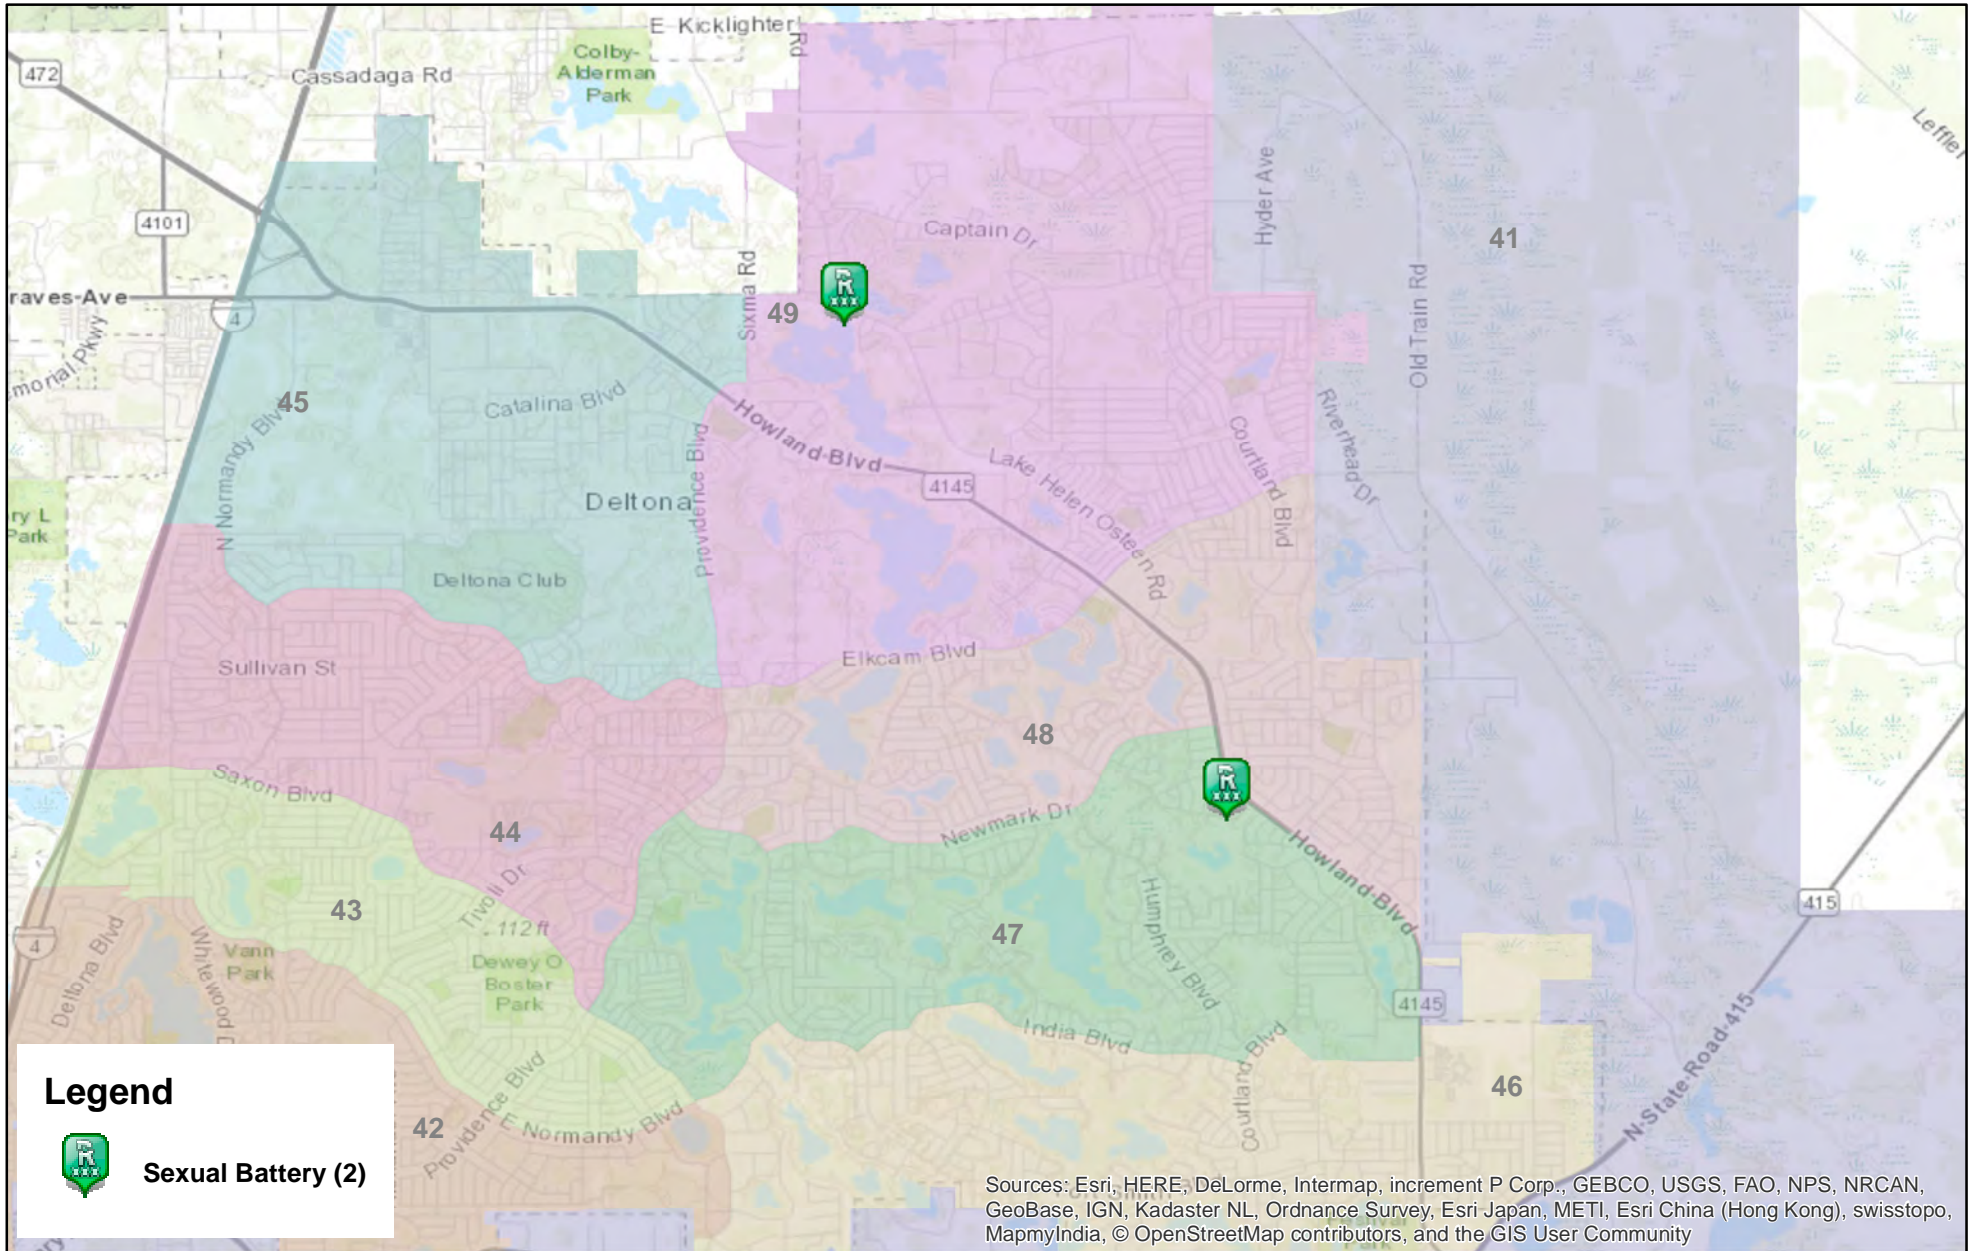 E Kicklighter
Rd
472
Cassadaga Rd
Colby-
Alderman
Park
Leffler
Hyder Ave
4101
Captain Dr
41
Sixma Rd
raves-Ave
4
49
Old Train Rd
morial Pkwy
45
N Normandy Blvd
Catalina Blvd
Providence Blvd
Howland-Blvd
4145
Lake Helen Osteen Rd
Courtland Blvd
Riverhead Dr
Deltona
ry L
Park
Deltona Club
Sullivan St
Elkcam-Blvd
48
Saxon Blvd
44
Newmark Dr
Howland-Blvd
Tivoli Dr
43
112 ft
47
Humphrey Blvd
415
4
Deltona Blvd
Whitewood D
Vann
Park
Dewey O
Boster
Park
4145
India Blvd
Courtland Blvd
46
N-State-Road-415
Providence Blvd
E Normandy Blvd
42
Legend
Sexual Battery (2)
Sources: Esri, HERE, DeLorme, Intermap, increment P Corp., GEBCO, USGS, FAO, NPS, NRCAN,
GeoBase, IGN, Kadaster NL, Ordnance Survey, Esri Japan, METI, Esri China (Hong Kong), swisstopo,
MapmyIndia, © OpenStreetMap contributors, and the GIS User Community